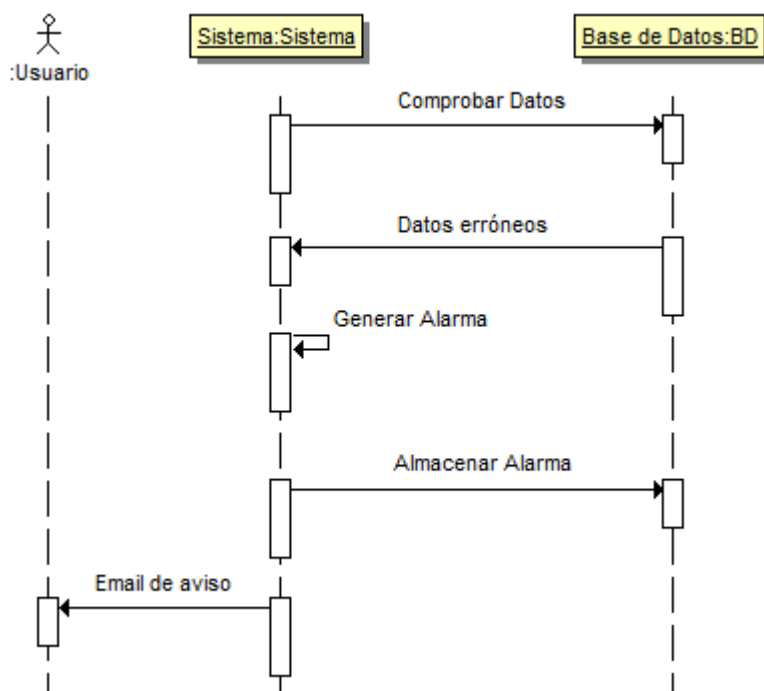 Sistema:Sistema
Base de Datos:BD
:Usuario
Comprobar Datos
Datos erróneos
Generar Alarma
Almacenar Alarma
Email de aviso